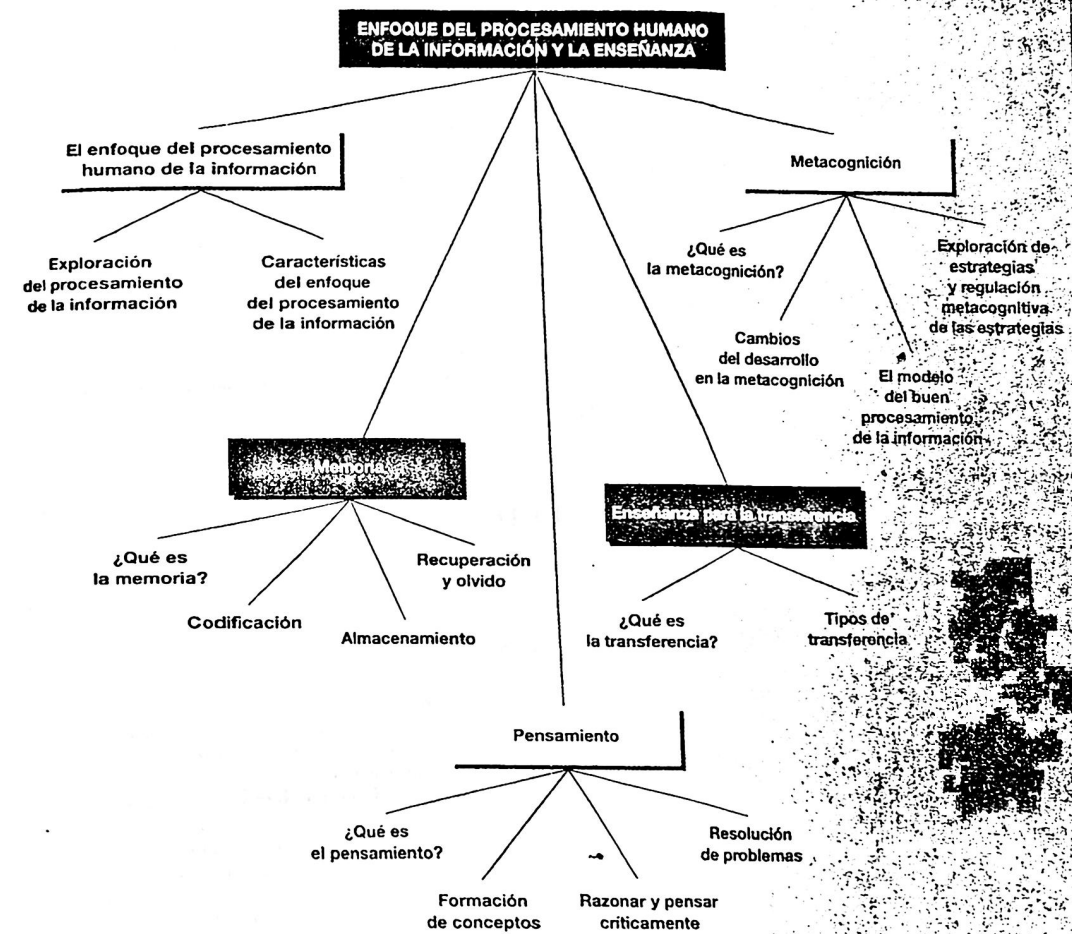 ENFOQUE DEL PROCESAMIENTO HUMANO
DE LA INFORMACIÓN Y LA ENSEÑANZA
El enfoque del procesamiento
humano de la información
Exploración
del procesamiento
de la información
Características
del enfoque
del procesamiento
de la información
Metacognición
¿Qué es
la metacognición?
Cambios
del desarrollo
en la metacognición
El modelo
del buen
procesamiento
de la información
Exploración de
estrategias
y regulación
metacognitiva
de las estrategias
Memoria
¿Qué es
la memoria?
Codificación
Almacenamiento
Recuperación
y olvido
Enseñanza para la transferencia
¿Qué es
la transferencia?
Tipos de
transferencia
Pensamiento
¿Qué es
el pensamiento?
Formación
de conceptos
Razonar y pensar
criticamente
Resolución
de problemas